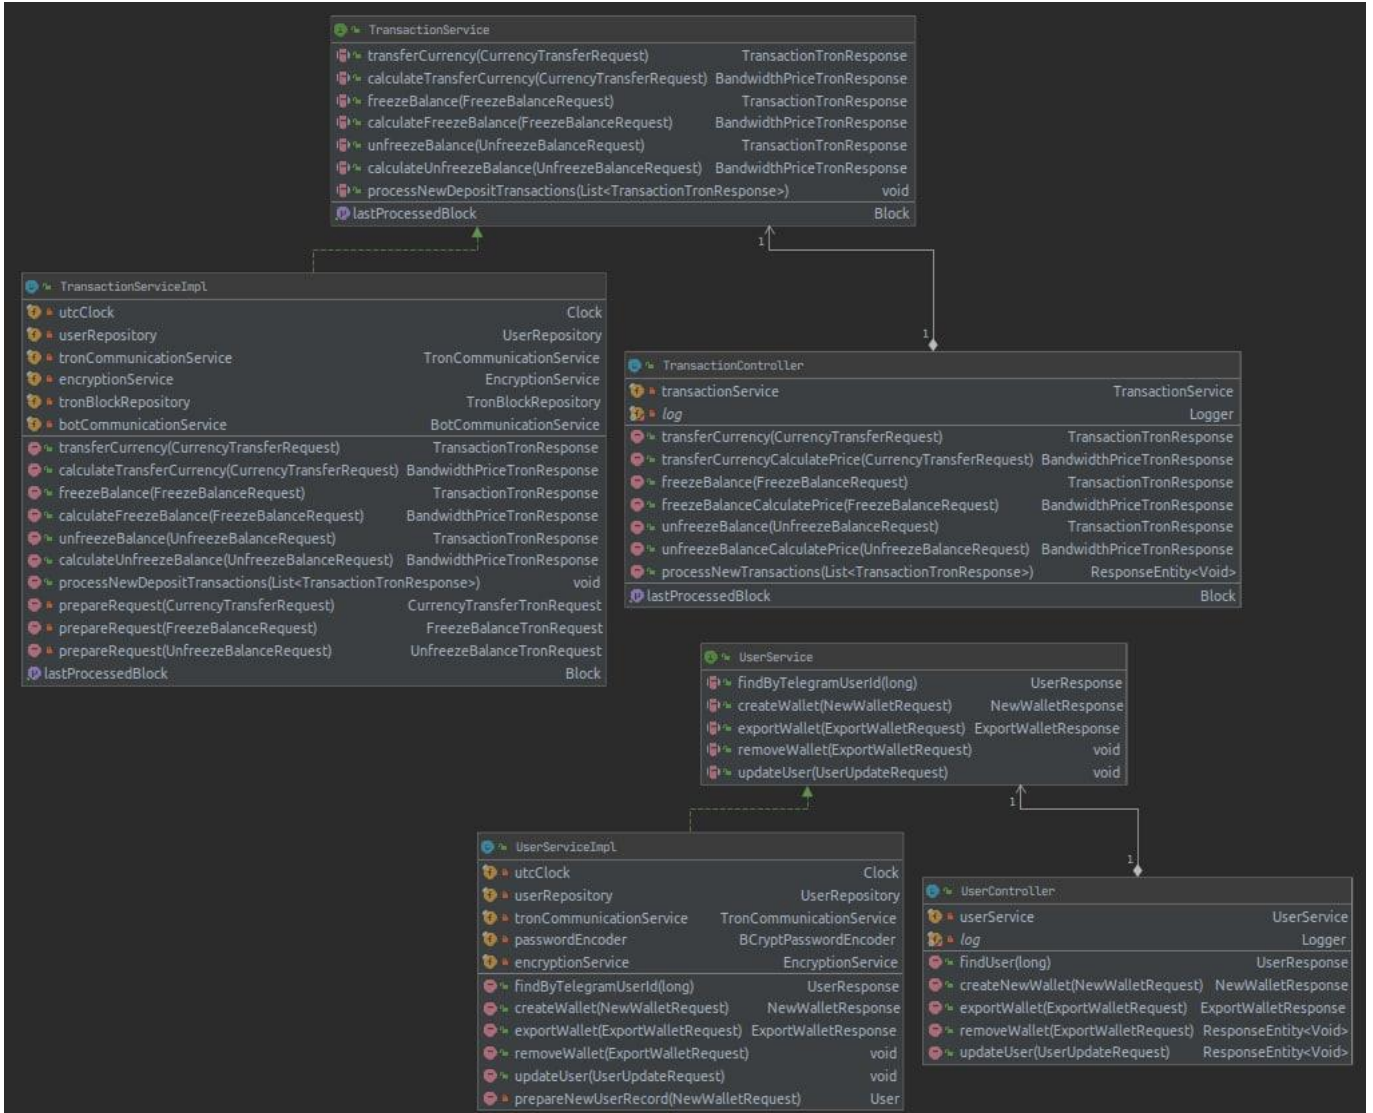 TransactionService
transferCurrency(CurrencyTransferRequest) TransactionTronResponse
calculateTransferCurrency(CurrencyTransferRequest) BandwidthPriceTronResponse
freezeBalance(FreezeBalanceRequest) TransactionTronResponse
calculateFreezeBalance(FreezeBalanceRequest) BandwidthPriceTronResponse
unfreezeBalance(UnfreezeBalanceRequest) TransactionTronResponse
calculateUnfreezeBalance(UnfreezeBalanceRequest) BandwidthPriceTronResponse
processNewDepositTransactions(List<TransactionTronResponse>) void
lastProcessedBlock Block
1
1
TransactionServiceImpl
utcClock Clock
userRepository UserRepository
tronCommunicationService TronCommunicationService
encryptionService EncryptionService
tronBlockRepository TronBlockRepository
botCommunicationService BotCommunicationService
transferCurrency(CurrencyTransferRequest) TransactionTronResponse
calculateTransferCurrency(CurrencyTransferRequest) BandwidthPriceTronResponse
freezeBalance(FreezeBalanceRequest) TransactionTronResponse
calculateFreezeBalance(FreezeBalanceRequest) BandwidthPriceTronResponse
unfreezeBalance(UnfreezeBalanceRequest) TransactionTronResponse
calculateUnfreezeBalance(UnfreezeBalanceRequest) BandwidthPriceTronResponse
processNewDepositTransactions(List<TransactionTronResponse>) void
prepareRequest(CurrencyTransferRequest) CurrencyTransferTronRequest
prepareRequest(FreezeBalanceRequest) FreezeBalanceTronRequest
prepareRequest(UnfreezeBalanceRequest) UnfreezeBalanceTronRequest
lastProcessedBlock Block
TransactionController
transactionService TransactionService
log Logger
transferCurrency(CurrencyTransferRequest) TransactionTronResponse
transferCurrencyCalculatePrice(CurrencyTransferRequest) BandwidthPriceTronResponse
freezeBalance(FreezeBalanceRequest) TransactionTronResponse
freezeBalanceCalculatePrice(FreezeBalanceRequest) BandwidthPriceTronResponse
unfreezeBalance(UnfreezeBalanceRequest) TransactionTronResponse
unfreezeBalanceCalculatePrice(UnfreezeBalanceRequest) BandwidthPriceTronResponse
processNewTransactions(List<TransactionTronResponse>) ResponseEntity<Void>
lastProcessedBlock Block
UserService
findByTelegramUserId(long) UserResponse
createWallet(NewWalletRequest) NewWalletResponse
exportWallet(ExportWalletRequest) ExportWalletResponse
removeWallet(ExportWalletRequest) void
updateUser(UserUpdateRequest) void
1
1
UserServiceImpl
utcClock Clock
userRepository UserRepository
tronCommunicationService TronCommunicationService
passwordEncoder BCryptPasswordEncoder
encryptionService EncryptionService
findByTelegramUserId(long) UserResponse
createWallet(NewWalletRequest) NewWalletResponse
exportWallet(ExportWalletRequest) ExportWalletResponse
removeWallet(ExportWalletRequest) void
updateUser(UserUpdateRequest) void
prepareNewUserRecord(NewWalletRequest) User
UserController
userService UserService
log Logger
findUser(long) UserResponse
createNewWallet(NewWalletRequest) NewWalletResponse
exportWallet(ExportWalletRequest) ExportWalletResponse
removeWallet(ExportWalletRequest) ResponseEntity<Void>
updateUser(UserUpdateRequest) ResponseEntity<Void>